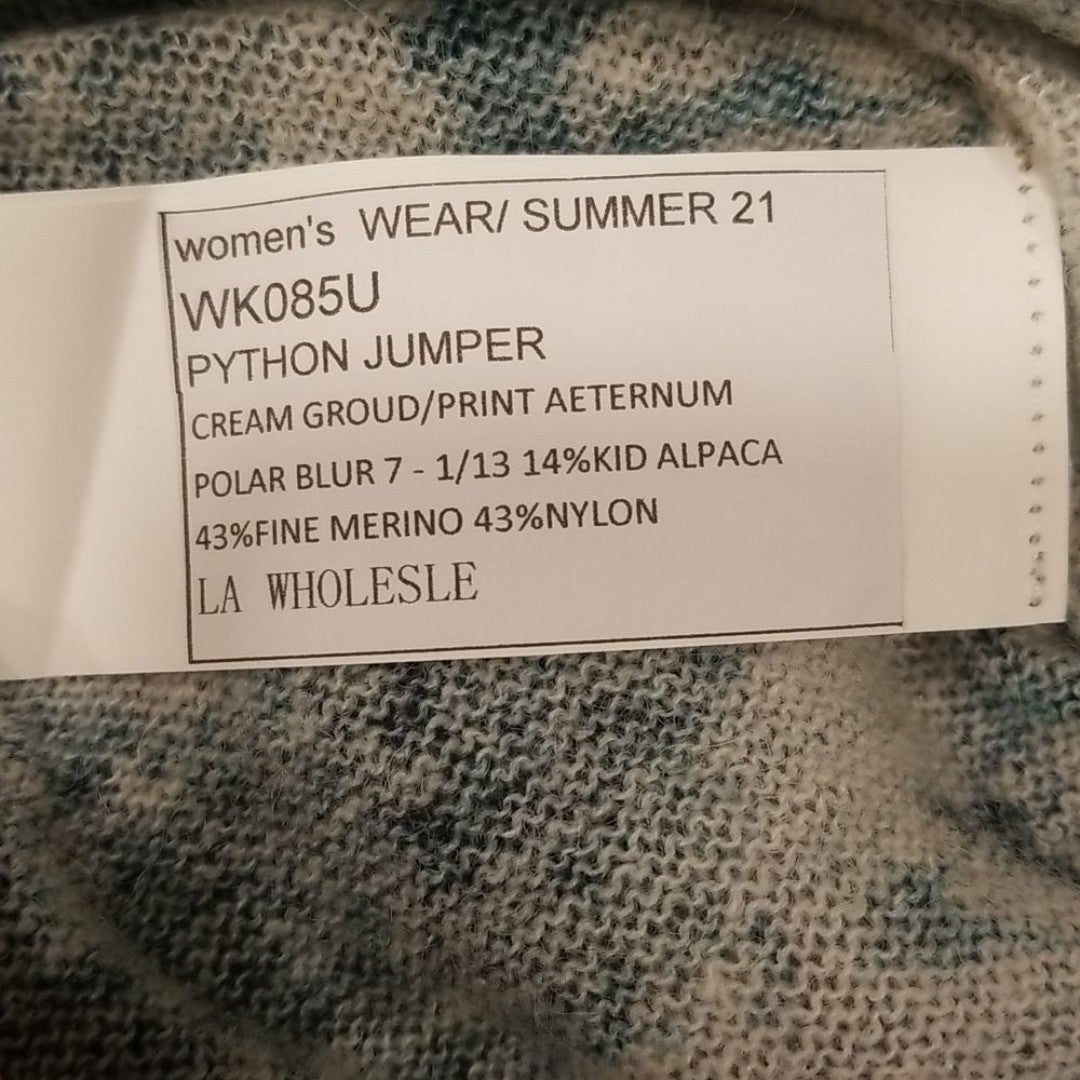 women's WEAR/ SUMMER 21
WK085U
PYTHON JUMPER
CREAM GROUD/PRINT AETERNUM
POLAR BLUR 7 - 1/13 14%KID ALPACA
43%FINE MERINO 43%NYLON
LA WHOLESLE